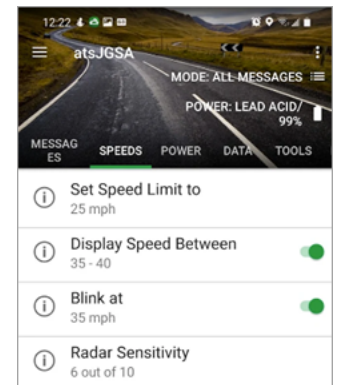 12:22
atsJGSA
MODE: ALL MESSAGES
POWER: LEAD ACID/
99%
MESSAG
ES
SPEEDS
POWER
DATA
TOOLS
Set Speed Limit to
25 mph
Display Speed Between
35 - 40
Blink at
35 mph
Radar Sensitivity
6 out of 10